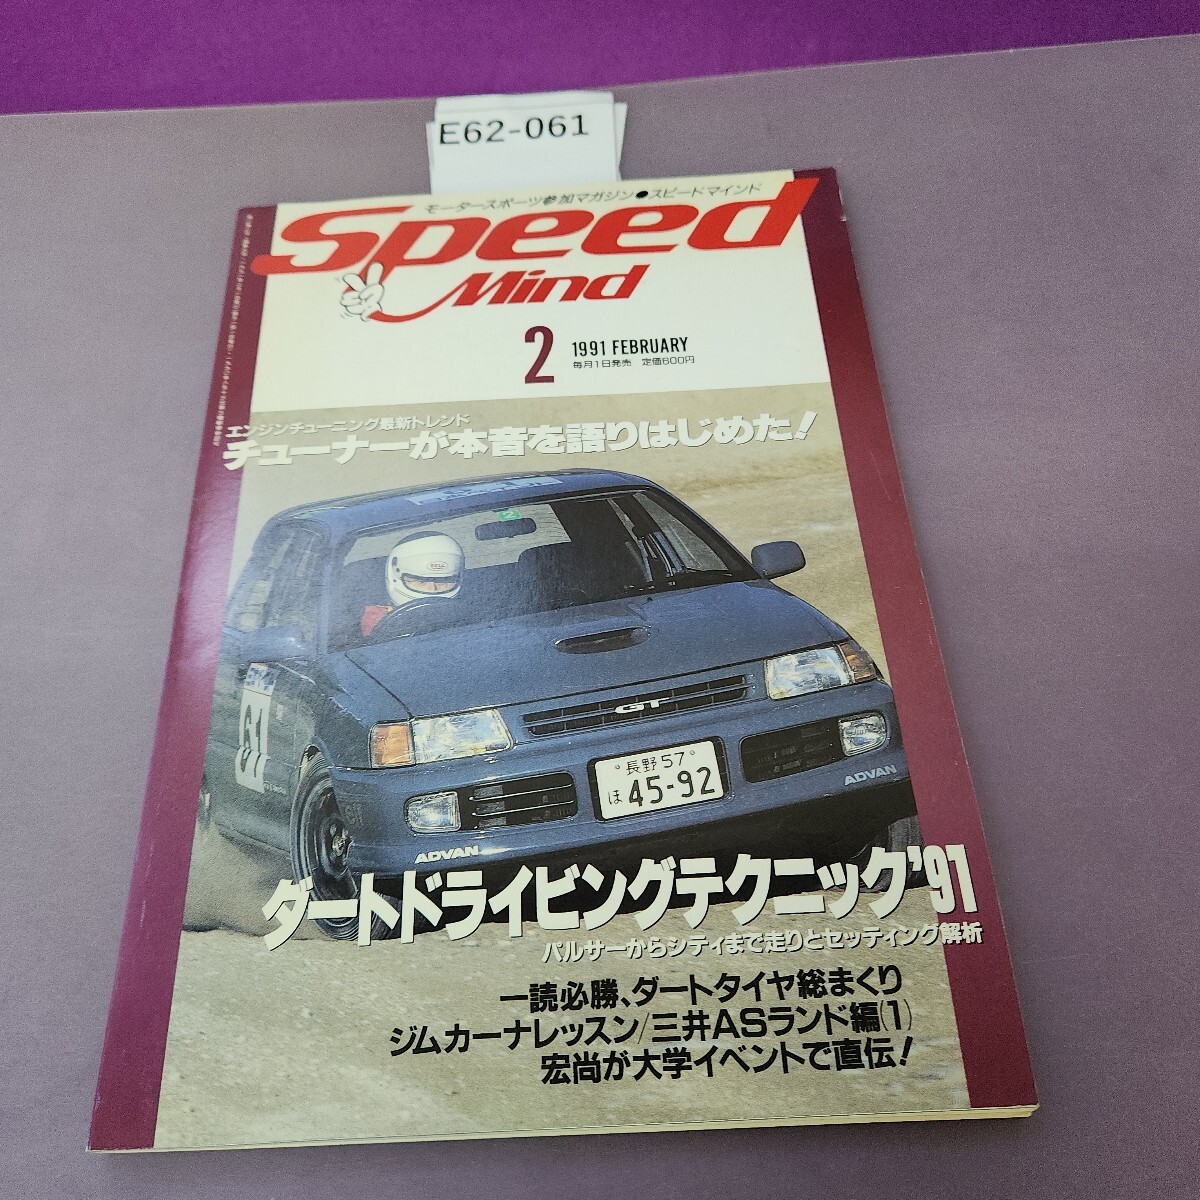 E62-061
モータースポーツ参加マガジン●スピードマインド
Speed
Mind
2 1991 FEBRUARY
毎月1日発売 定価600円
エンジンチューニング最新トレンド
チューナーが本音を語りはじめた!
2
BELL
GT
61
長野57
ほ 45-92
ADVAN
ADVAN
ダートドライビングテクニック'91
パルサーからシティまで走りとセッティング解析
一読必勝、ダートタイヤ総まくり
ジムカーナレッスン/三井ASランド編(1)
宏尚が大学イベントで直伝!